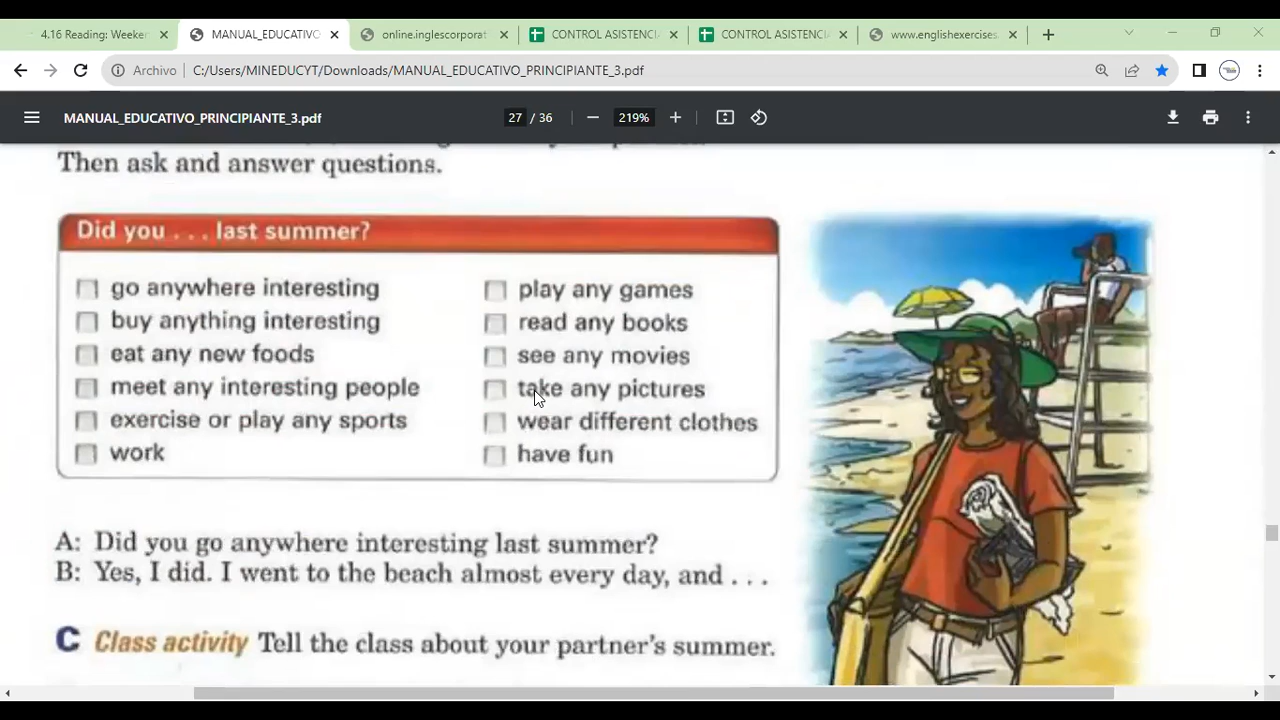 4.16 Reading: Weeken
MANUAL_EDUCATIVO
online.inglescorporat
CONTROL ASISTENCIA
CONTROL ASISTENCIA
www.englishexercises.
Archivo
C:/Users/MINEDUCYT/Downloads/MANUAL_EDUCATIVO_PRINCIPIANTE_3.pdf
MANUAL_EDUCATIVO_PRINCIPIANTE_3.pdf
27 / 36
219%
Then ask and answer questions.
Did you . . . last summer?
go anywhere interesting
buy anything interesting
eat any new foods
meet any interesting people
exercise or play any sports
work
play any games
read any books
see any movies
take any pictures
wear different clothes
have fun
A: Did you go anywhere interesting last summer?
B: Yes, I did. I went to the beach almost every day, and . . .
C Class activity Tell the class about your partner's summer.